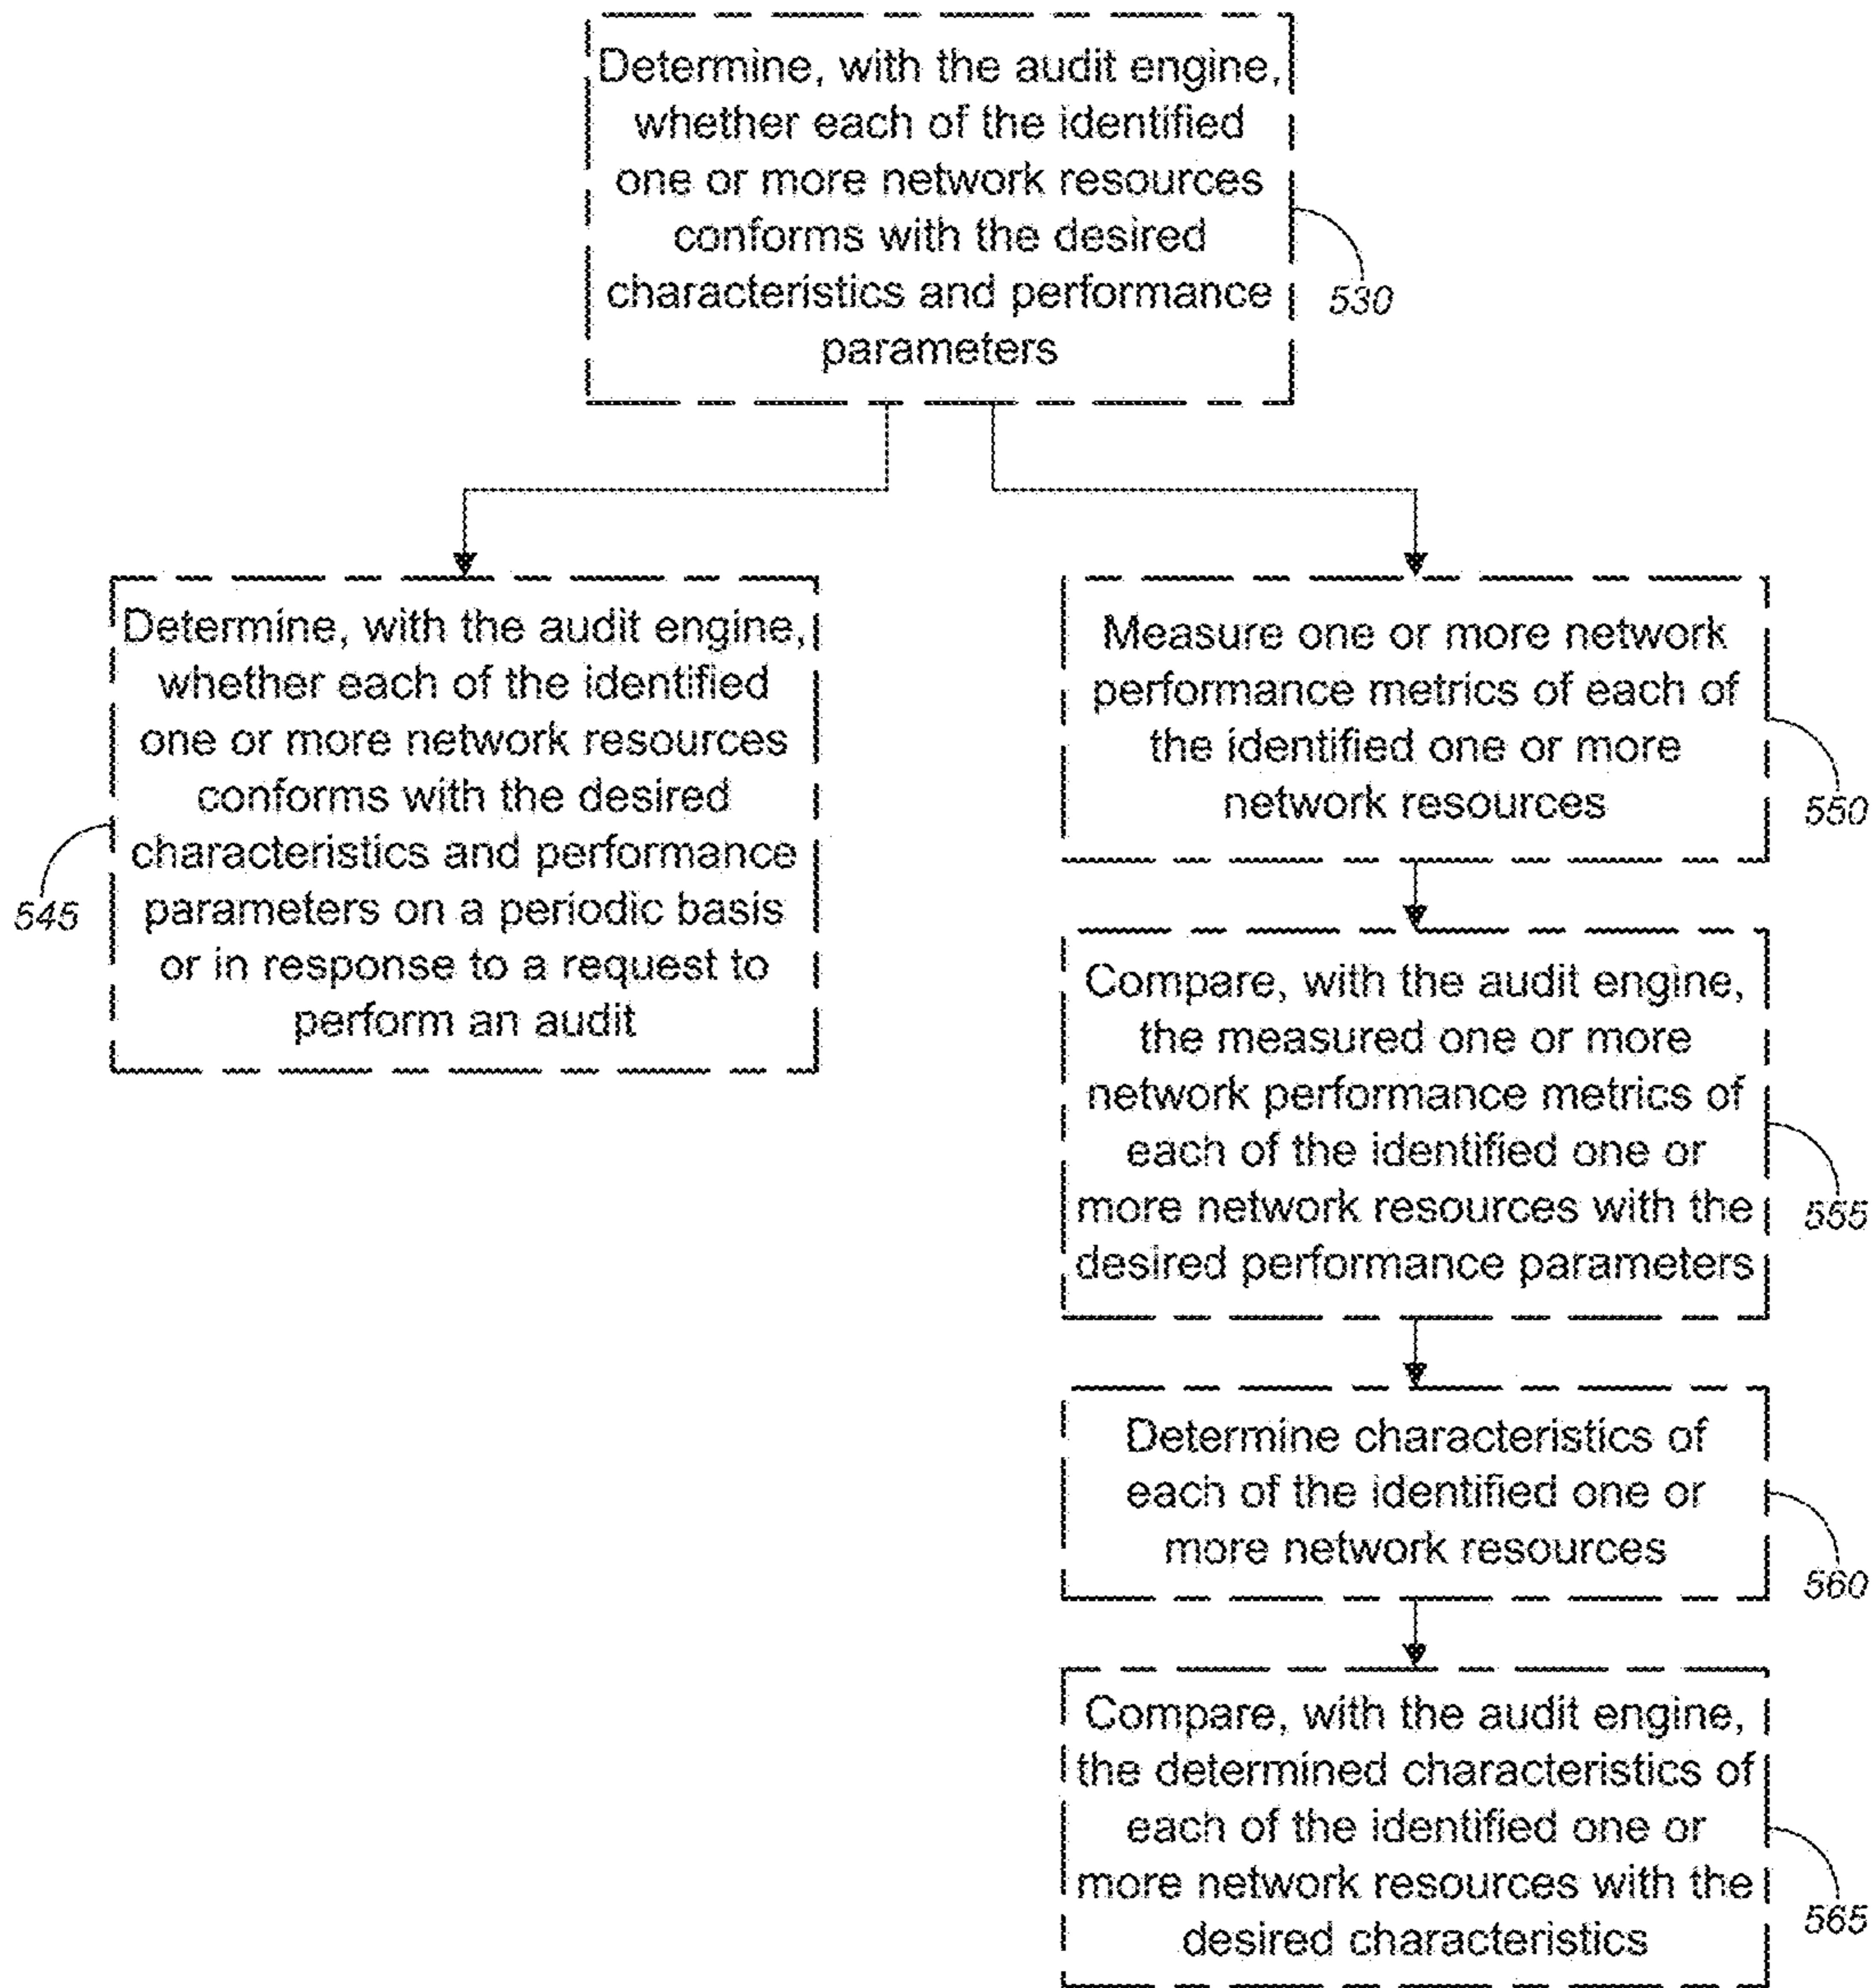 Determine, with the audit engine,
whether each of the identified
one or more network resources
conforms with the desired
characteristics and performance
parameters
530
Determine, with the audit engine,
whether each of the identified
one or more network resources
conforms with the desired
characteristics and performance
parameters on a periodic basis
or in response to a request to
perform an audit
545
Measure one or more network
performance metrics of each of
the identified one or more
network resources
550
Compare, with the audit engine,
the measured one or more
network performance metrics of
each of the identified one or
more network resources with the
desired performance parameters
555
Determine characteristics of
each of the identified one or
more network resources
560
Compare, with the audit engine,
the determined characteristics of
each of the identified one or
more network resources with the
desired characteristics
565